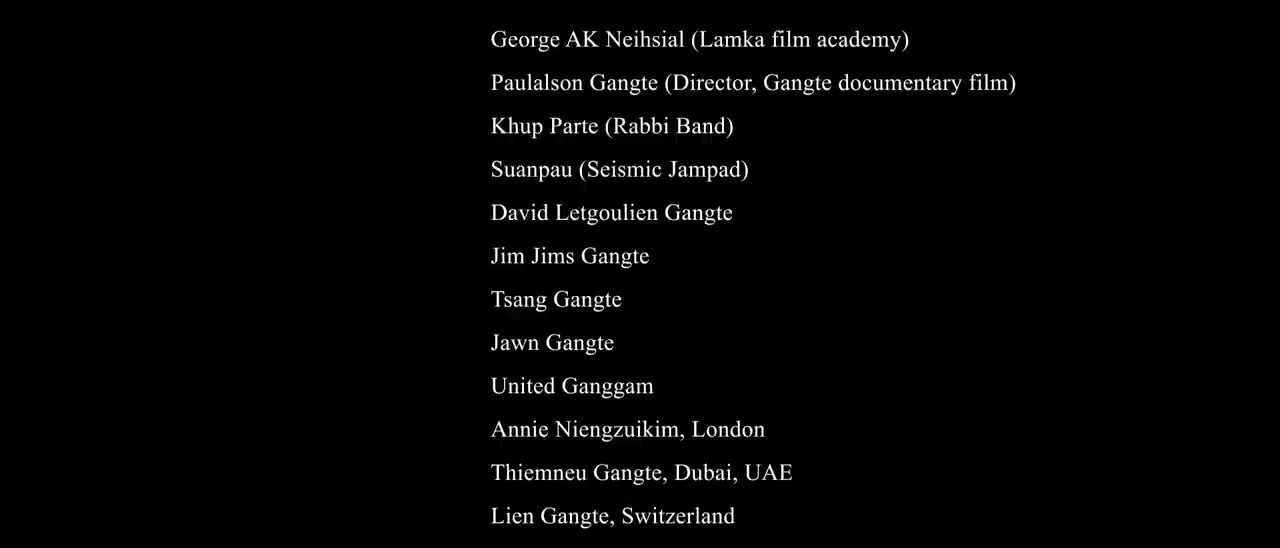 George AK Neihsial (Lamka film academy)
Paulalson Gangte (Director, Gangte documentary film)
Khup Parte (Rabbi Band)
Suanpau (Seismic Jampad)
David Letgoulien Gangte
Jim Jims Gangte
Tsang Gangte
Jawn Gangte
United Ganggam
Annie Niengzuikim, London
Thiemneu Gangte, Dubai, UAE
Lien Gangte, Switzerland